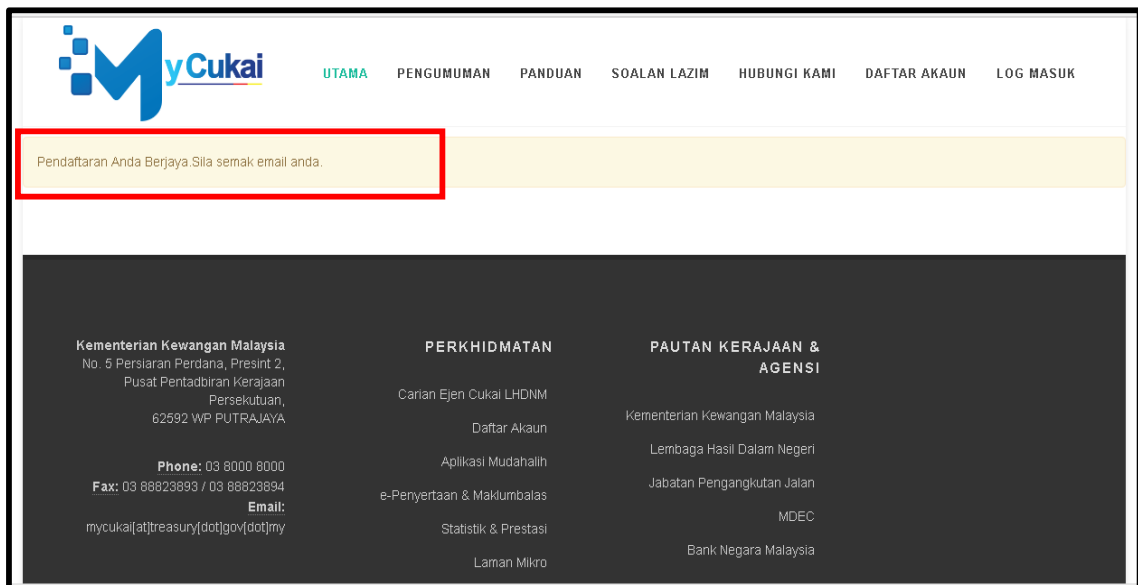 MyCukai
UTAMA
PENGUMUMAN
PANDUAN
SOALAN LAZIM
HUBUNGI KAMI
DAFTAR AKAUN
LOG MASUK
Pendaftaran Anda Berjaya.Sila semak email anda.
Kementerian Kewangan Malaysia
No. 5 Persiaran Perdana, Presint 2,
Pusat Pentadbiran Kerajaan
Persekutuan,
62592 WP PUTRAJAYA
Phone: 03 8000 8000
Fax: 03 88823893 / 03 88823894
Email:
mycukai[at]treasury[dot]gov[dot]my
PERKHIDMATAN
Carian Ejen Cukai LHDNM
Daftar Akaun
Aplikasi Mudahalih
e-Penyertaan & Maklumbalas
Statistik & Prestasi
Laman Mikro
PAUTAN KERAJAAN &
AGENSI
Kementerian Kewangan Malaysia
Lembaga Hasil Dalam Negeri
Jabatan Pengangkutan Jalan
MDEC
Bank Negara Malaysia